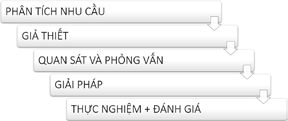 PHÂN TÍCH NHU CẦU
GIẢ THIẾT
QUAN SÁT VÀ PHỎNG VẤN
GIẢI PHÁP
THỰC NGHIỆM + ĐÁNH GIÁ